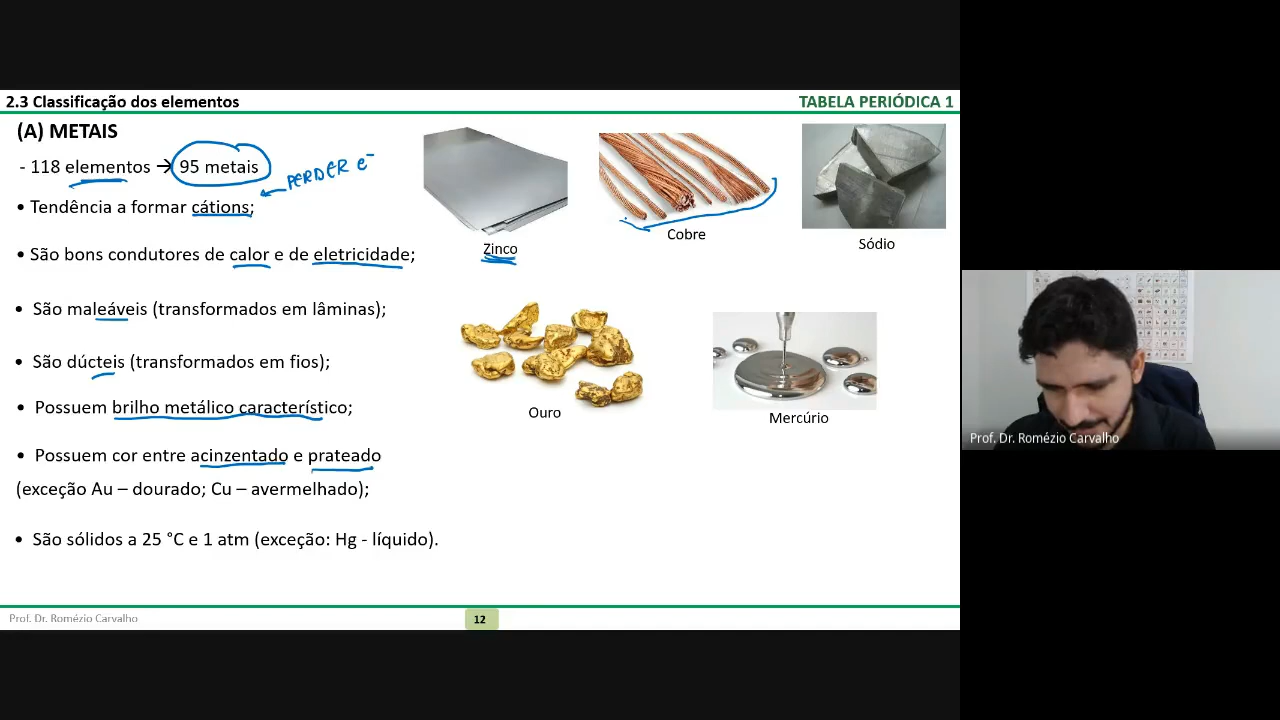 2.3 Classificação dos elementos
TABELA PERIÓDICA 1
(A) METAIS
- 118 elementos → 95 metais
PERDER e⁻
• Tendência a formar cátions;
• São bons condutores de calor e de eletricidade;
• São maleáveis (transformados em lâminas);
• São dúcteis (transformados em fios);
• Possuem brilho metálico característico;
• Possuem cor entre acinzentado e prateado
(exceção Au – dourado; Cu – avermelhado);
• São sólidos a 25 °C e 1 atm (exceção: Hg - líquido).
Zinco
Cobre
Sódio
Ouro
Mercúrio
Prof. Dr. Romézio Carvalho
Prof. Dr. Romézio Carvalho
12